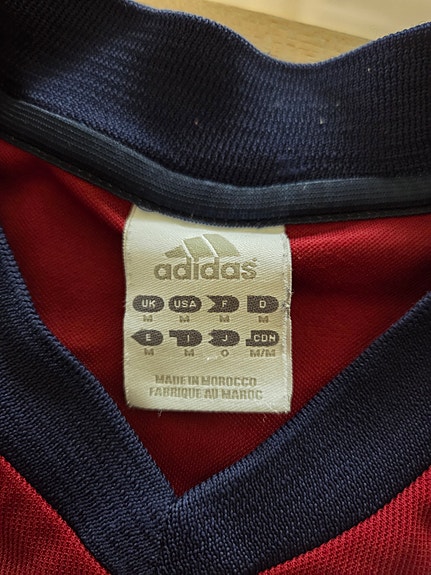 adidas
UK USA F D
M M M M
E I J CDN
M M O M/M
MADE IN MOROCCO
FABRIQUE AU MAROC